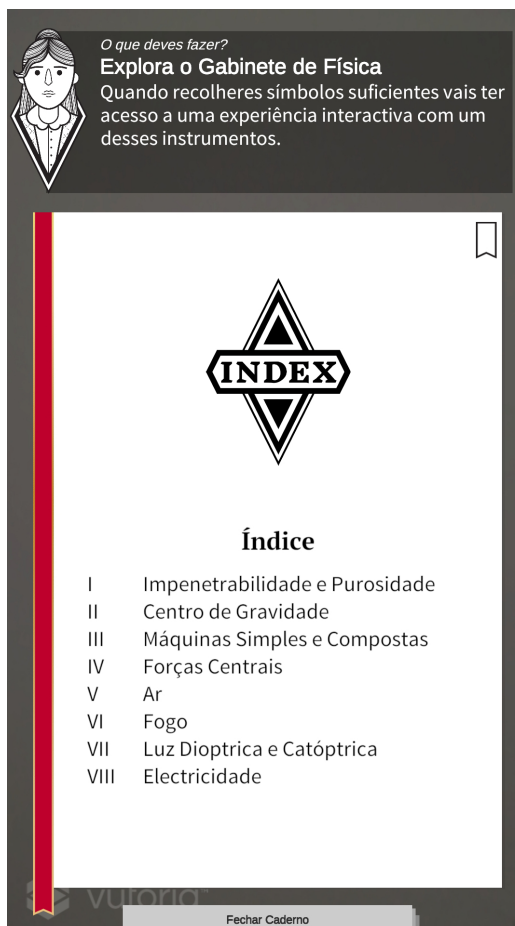 O que deves fazer?
Explora o Gabinete de Física
Quando recolheres símbolos suficientes vais ter
acesso a uma experiência interactiva com um
desses instrumentos.
INDEX
Índice
I Impenetrabilidade e Purosidade
II Centro de Gravidade
III Máquinas Simples e Compostas
IV Forças Centrais
V Ar
VI Fogo
VII Luz Dioptrica e Catóptrica
VIII Electricidade
vuforia™
Fechar Caderno